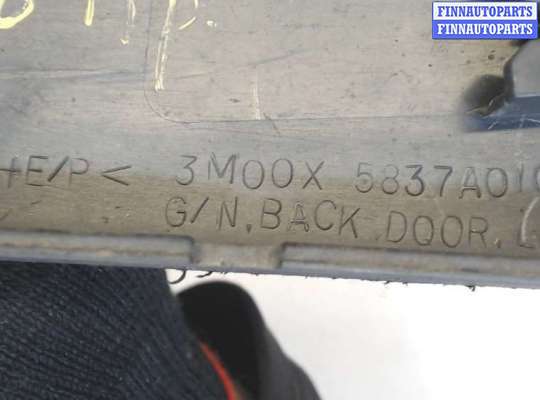 FINNAUTOPARTS
FINNAUTOPARTS
+E/P< 3M00X 5837A01
G/N, BACK DOOR, L